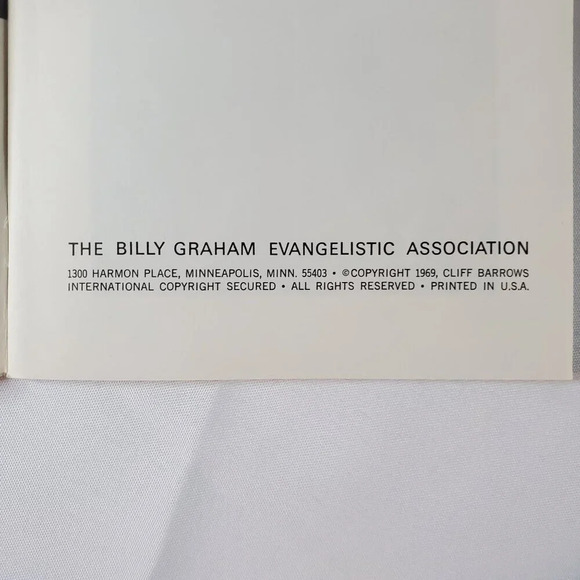 THE BILLY GRAHAM EVANGELISTIC ASSOCIATION
1300 HARMON PLACE, MINNEAPOLIS, MINN. 55403 • ©COPYRIGHT 1969, CLIFF BARROWS
INTERNATIONAL COPYRIGHT SECURED • ALL RIGHTS RESERVED • PRINTED IN U.S.A.